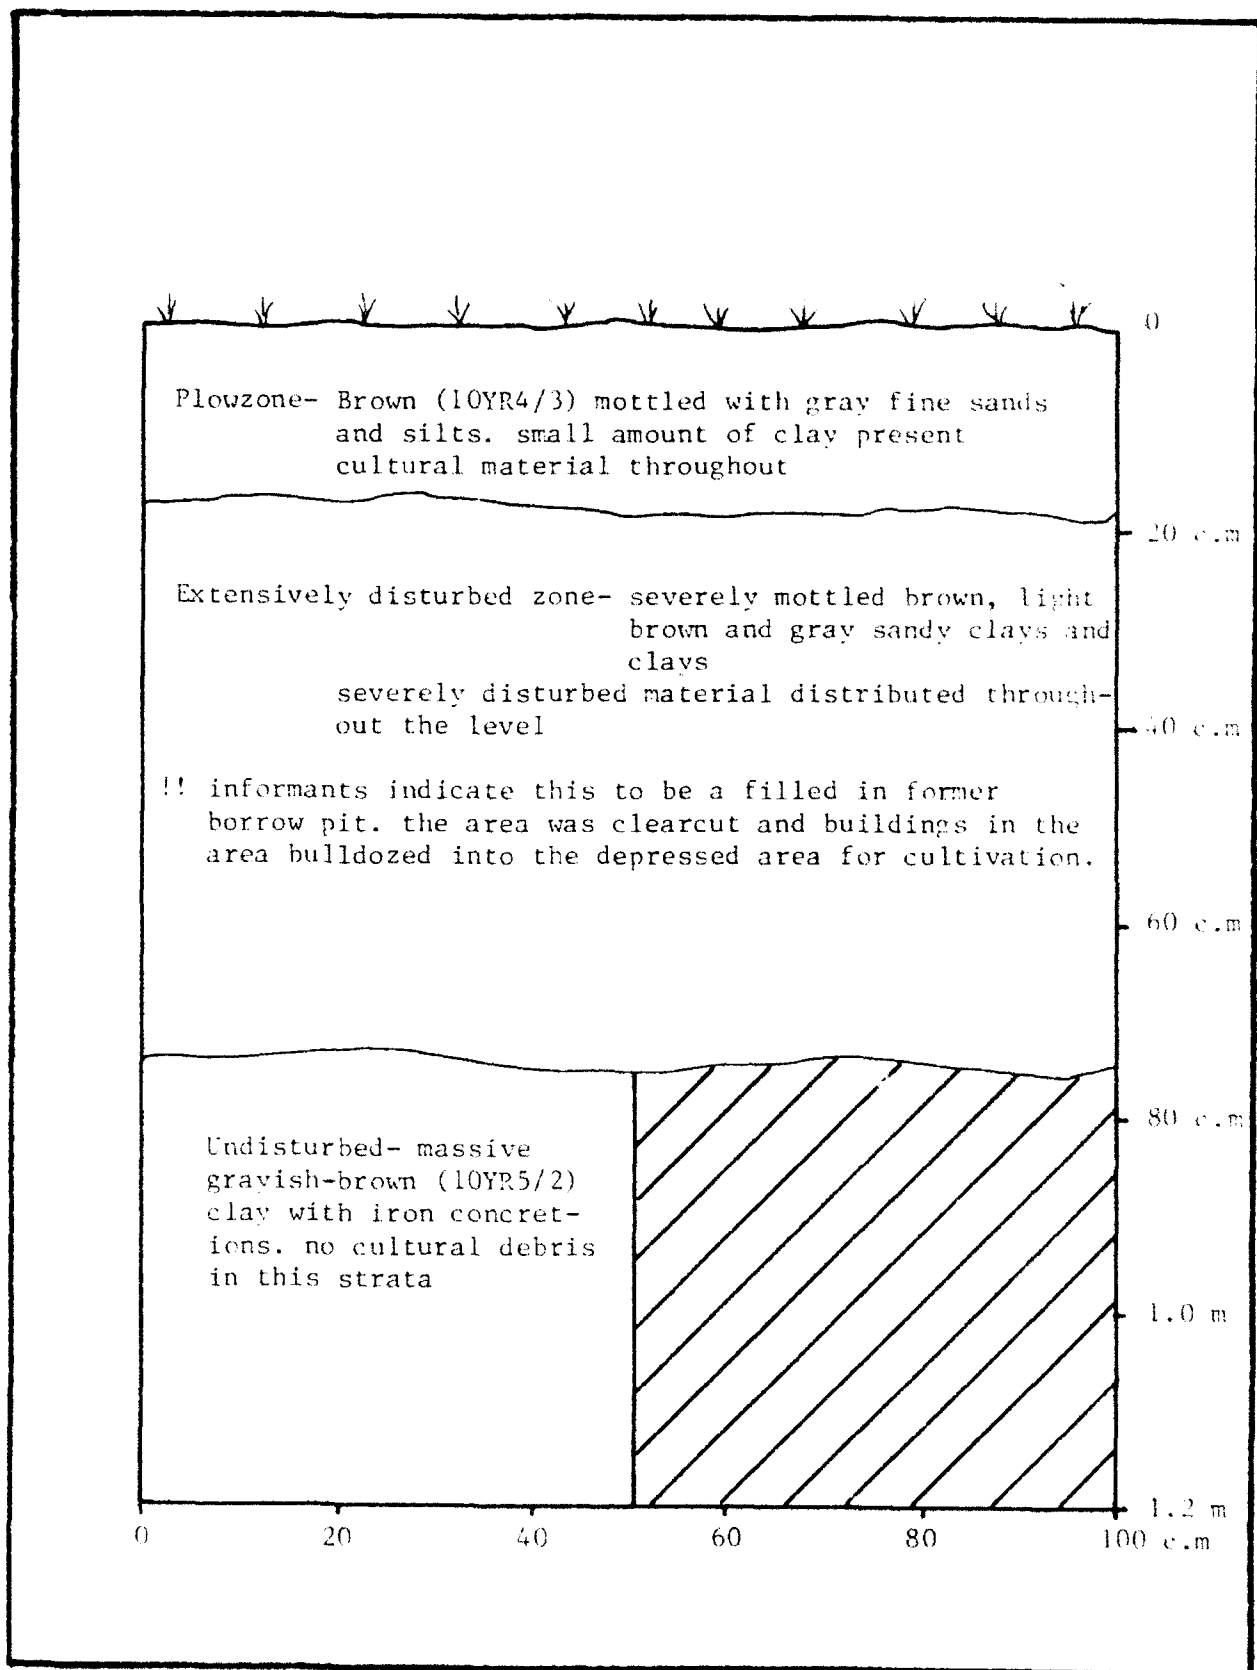 0
Plowzone- Brown (10YR4/3) mottled with gray fine sands
and silts. small amount of clay present
cultural material throughout
20 c.m
Extensively disturbed zone- severely mottled brown, light
brown and gray sandy clays and
clays
severely disturbed material distributed through-
out the level
40 c.m
!! informants indicate this to be a filled in former
borrow pit. the area was clearcut and buildings in the
area bulldozed into the depressed area for cultivation.
60 c.m
80 c.m
Undisturbed- massive
grayish-brown (10YR5/2)
clay with iron concret-
ions. no cultural debris
in this strata
1.0 m
1.2 m
0 20 40 60 80 100 c.m